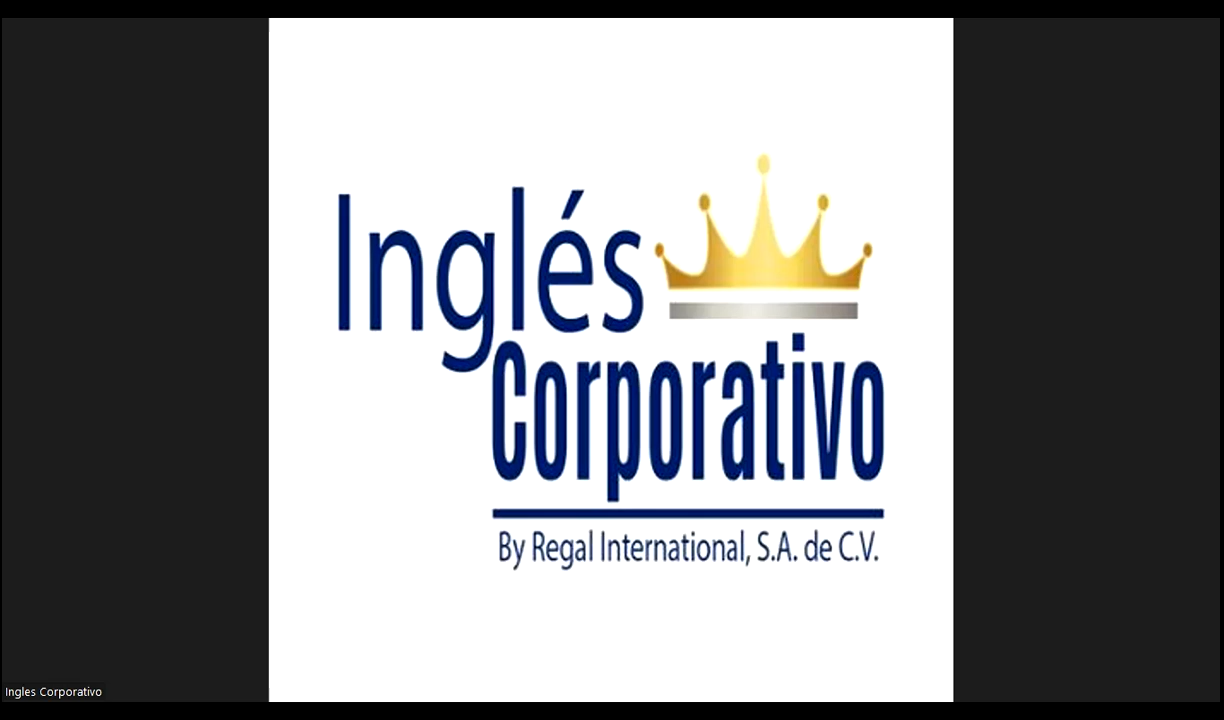 Inglés
Corporativo
By Regal International, S.A. de C.V.
Ingles Corporativo